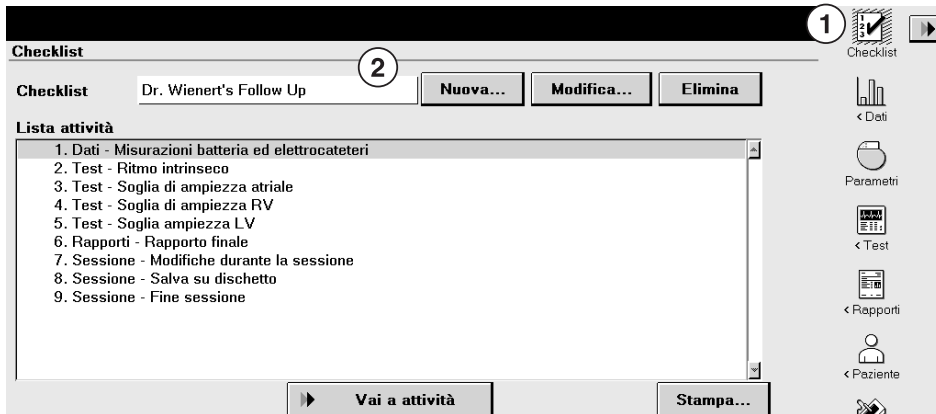 1
Checklist
Checklist
2
Checklist Dr. Wienert's Follow Up Nuova... Modifica... Elimina
Lista attività
1. Dati - Misurazioni batteria ed elettrocateteri
2. Test - Ritmo intrinseco
3. Test - Soglia di ampiezza atriale
4. Test - Soglia di ampiezza RV
5. Test - Soglia ampiezza LV
6. Rapporti - Rapporto finale
7. Sessione - Modifiche durante la sessione
8. Sessione - Salva su dischetto
9. Sessione - Fine sessione
Vai a attività Stampa...
< Dati
Parametri
< Test
< Rapporti
< Paziente